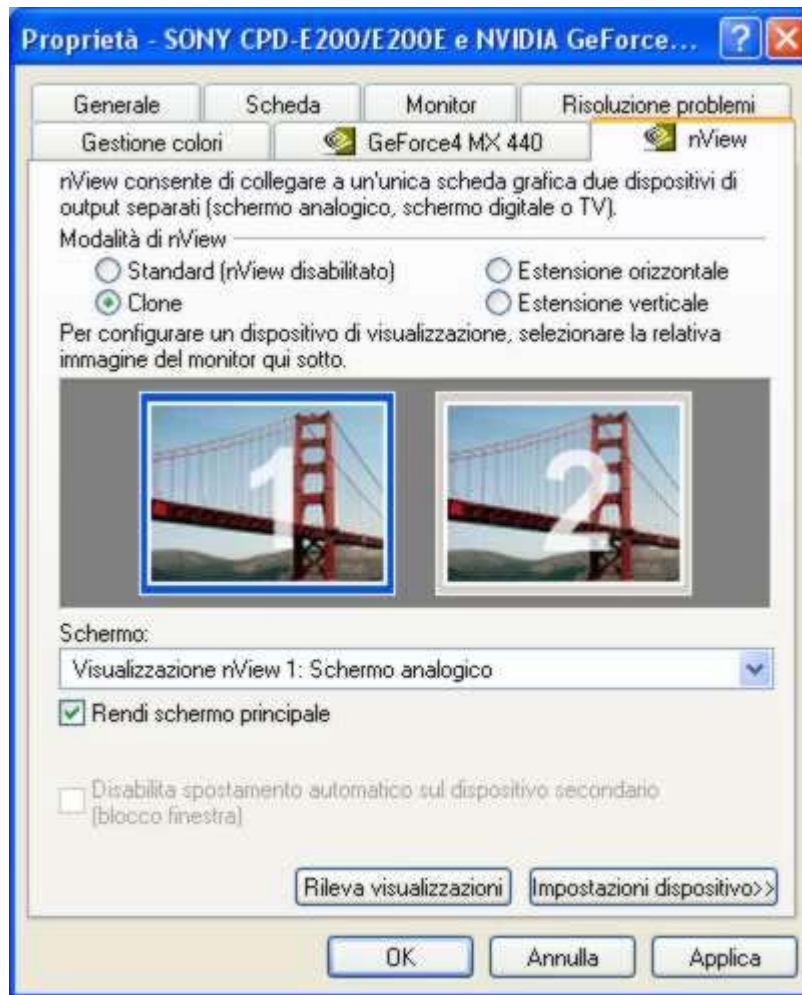 Proprietà - SONY CPD-E200/E200E e NVIDIA GeForce...
Generale
Scheda
Monitor
Risoluzione problemi
Gestione colori
GeForce4 MX 440
nView
nView consente di collegare a un'unica scheda grafica due dispositivi di
output separati (schermo analogico, schermo digitale o TV).
Modalità di nView
Standard (nView disabilitato)
Estensione orizzontale
Clone
Estensione verticale
Per configurare un dispositivo di visualizzazione, selezionare la relativa
immagine del monitor qui sotto.
1
2
Schermo:
Visualizzazione nView 1: Schermo analogico
Rendi schermo principale
Disabilita spostamento automatico sul dispositivo secondario
(blocco finestra)
Rileva visualizzazioni
Impostazioni dispositivo>>
OK
Annulla
Applica